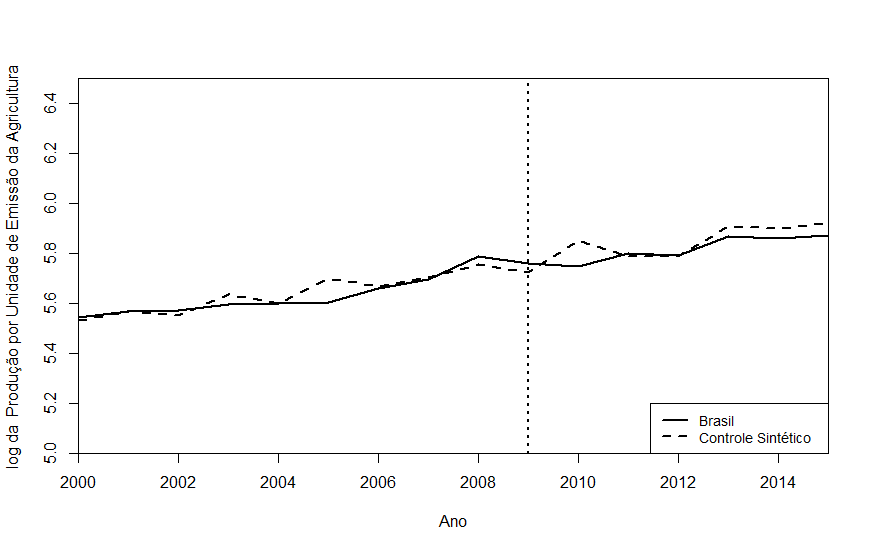 log da  Produção por Unidade de Emissão da Agricultura
6.4
6.2
6.0
5.8
5.6
5.4
5.2
5.0
2000 2002 2004 2006 2008 2010 2012 2014
Ano
Brasil
Controle Sintético